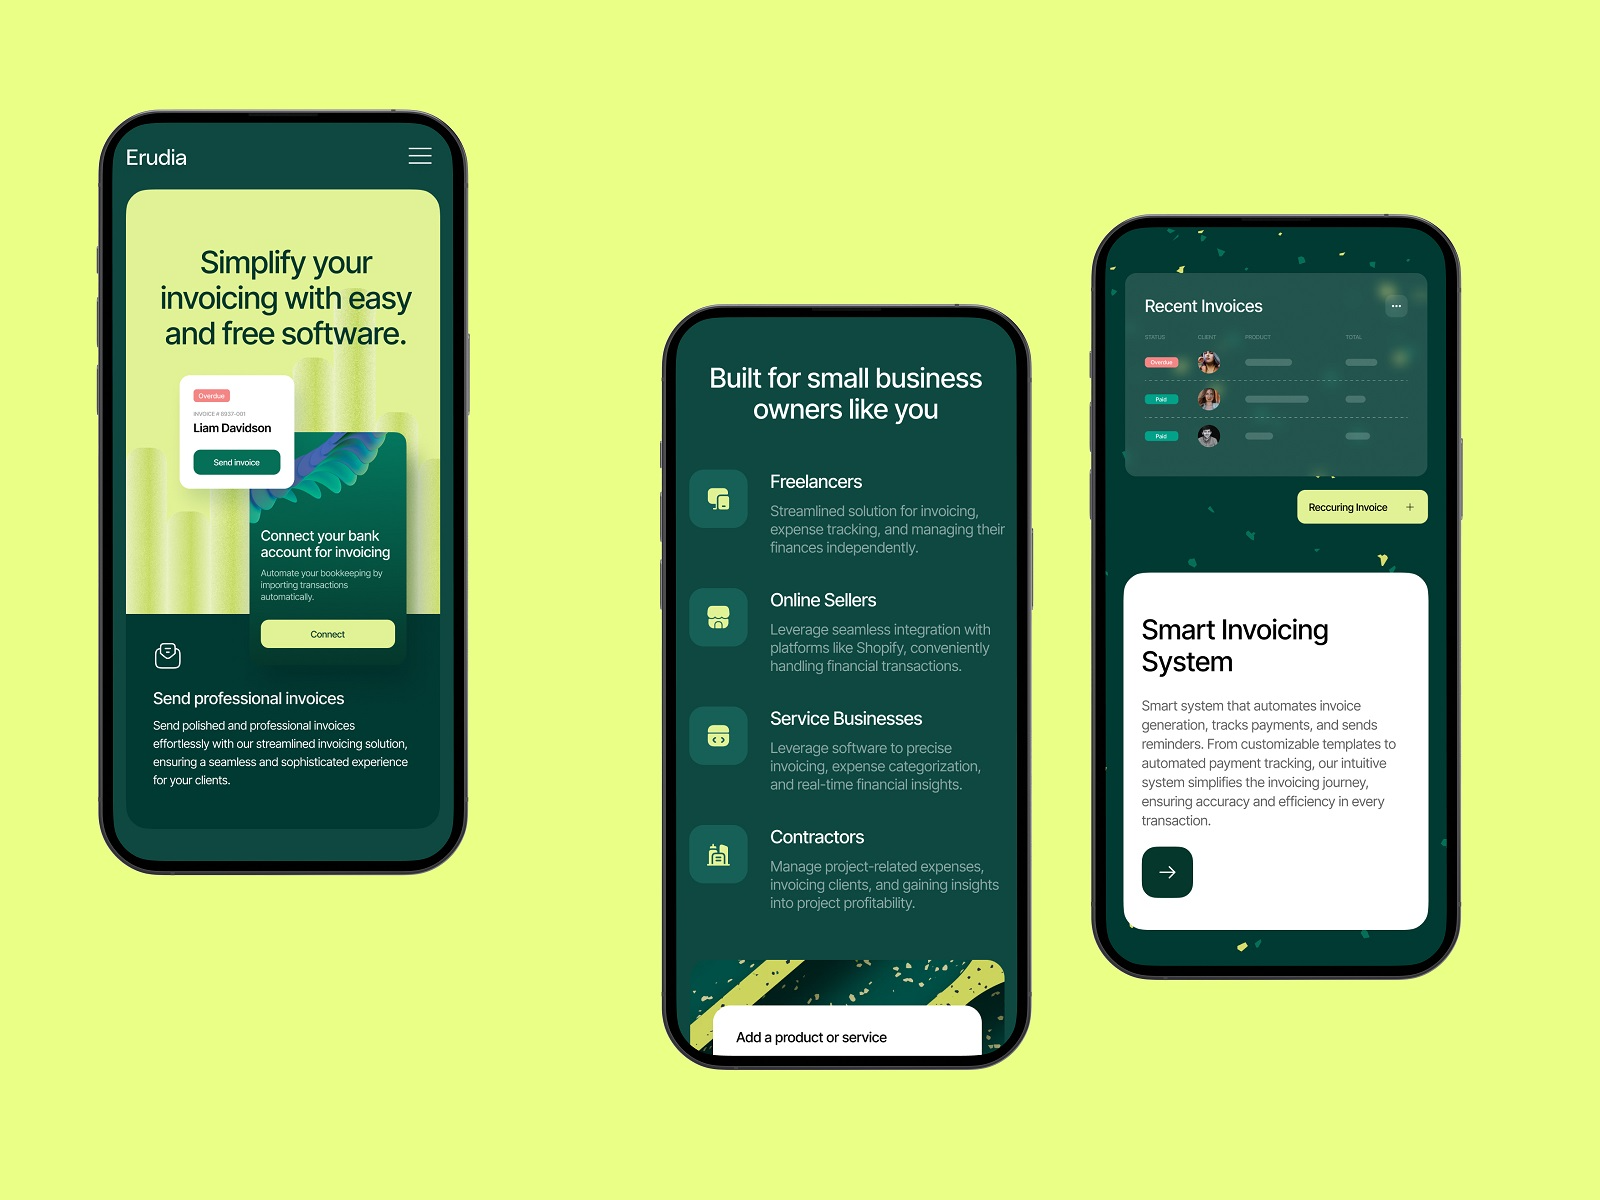 Erudia
Simplify your
invoicing with easy
and free software.
Overdue
INVOICE # 8937-001
Liam Davidson
Send invoice
Connect your bank
account for invoicing
Automate your bookkeeping by
importing transactions
automatically.
Connect
Send professional invoices
Send polished and professional invoices
effortlessly with our streamlined invoicing solution,
ensuring a seamless and sophisticated experience
for your clients.
Built for small business
owners like you
Freelancers
Streamlined solution for invoicing,
expense tracking, and managing their
finances independently.
Online Sellers
Leverage seamless integration with
platforms like Shopify, conveniently
handling financial transactions.
Service Businesses
Leverage software to precise
invoicing, expense categorization,
and real-time financial insights.
Contractors
Manage project-related expenses,
invoicing clients, and gaining insights
into project profitability.
Add a product or service
Recent Invoices
STATUS CLIENT PRODUCT TOTAL
Overdue
Paid
Paid
Reccuring Invoice
Smart Invoicing
System
Smart system that automates invoice
generation, tracks payments, and sends
reminders. From customizable templates to
automated payment tracking, our intuitive
system simplifies the invoicing journey,
ensuring accuracy and efficiency in every
transaction.